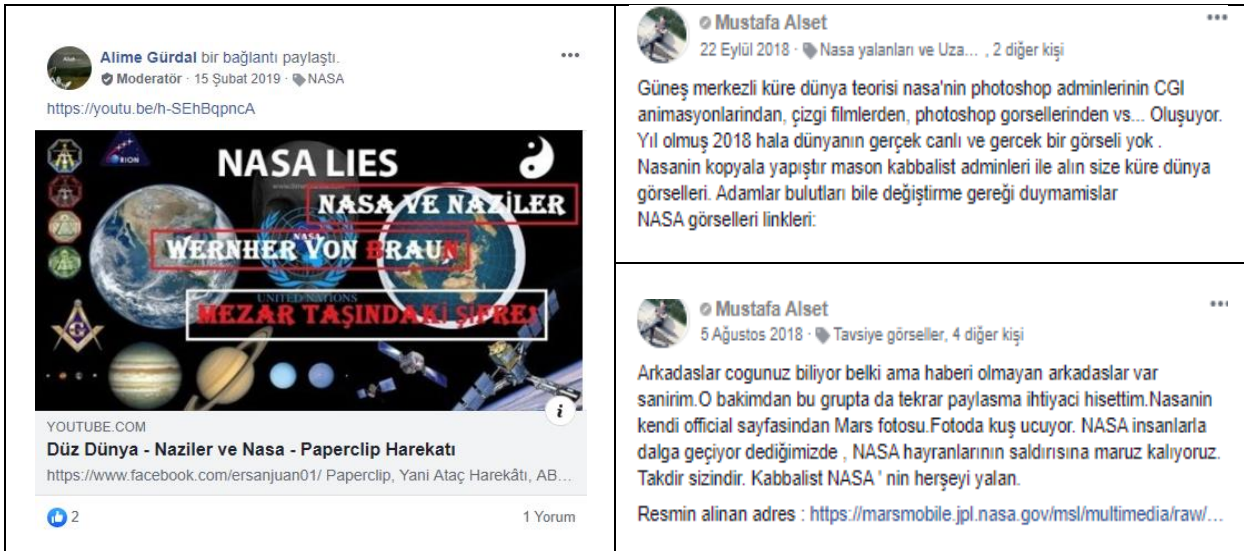 Alime Gürdal bir bağlantı paylaştı.
Moderatör · 15 Şubat 2019 · NASA
https://youtu.be/h-SEhBqpncA
ORION
NASA LIES
NASA VE NAZİLER
NASA
WERNHER VON BRAUN
UNITED NATIONS
MEZAR TAŞINDAKİ ŞİFRE!
G
YOUTUBE.COM
Düz Dünya - Naziler ve Nasa - Paperclip Harekatı
https://www.facebook.com/ersanjuan01/ Paperclip, Yani Ataç Harekâtı, AB...
2
1 Yorum
Mustafa Alset
22 Eylül 2018 · Nasa yalanları ve Uza... , 2 diğer kişi
Güneş merkezli küre dünya teorisi nasa'nin photoshop adminlerinin CGI
animasyonlarindan, çizgi filmlerden, photoshop gorsellerinden vs... Oluşuyor.
Yıl olmuş 2018 hala dünyanın gerçek canlı ve gercek bir görseli yok .
Nasanin kopyala yapıştır mason kabbalist adminleri ile alın size küre dünya
görselleri. Adamlar bulutları bile değiştirme gereği duymamislar
NASA görselleri linkleri:
Mustafa Alset
5 Ağustos 2018 · Tavsiye görseller, 4 diğer kişi
Arkadaslar cogunuz biliyor belki ama haberi olmayan arkadaslar var
sanirim.O bakimdan bu grupta da tekrar paylasma ihtiyaci hisettim.Nasanin
kendi official sayfasindan Mars fotosu.Fotoda kuş ucuyor. NASA insanlarla
dalga geçiyor dediğimizde , NASA hayranlarının saldırısına maruz kalıyoruz.
Takdir sizindir. Kabbalist NASA ' nin herşeyi yalan.
Resmin alinan adres : https://marsmobile.jpl.nasa.gov/msl/multimedia/raw/...